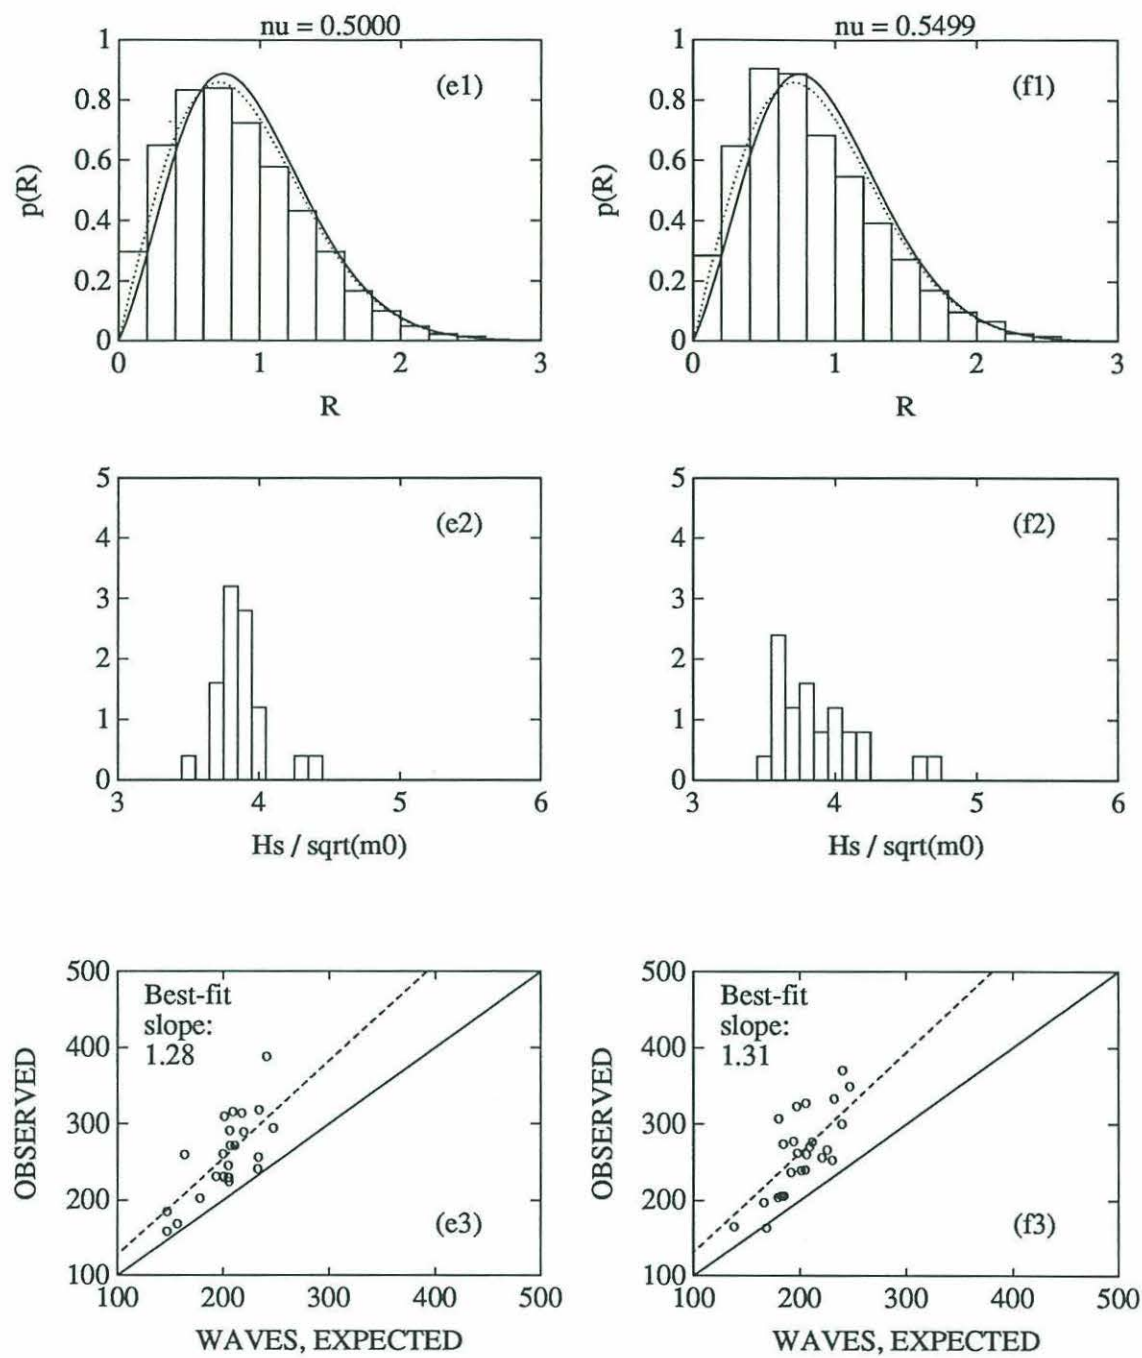 nu = 0.5000
1
0.8
0.6
0.4
0.2
0
p(R)
(e1)
0 1 2 3
R
nu = 0.5499
1
0.8
0.6
0.4
0.2
0
p(R)
(f1)
0 1 2 3
R
5
4
3
2
1
0
(e2)
3 4 5 6
Hs / sqrt(m0)
5
4
3
2
1
0
(f2)
3 4 5 6
Hs / sqrt(m0)
500
400
300
200
100
OBSERVED
Best-fit
slope:
1.28
(e3)
100 200 300 400 500
WAVES, EXPECTED
500
400
300
200
100
OBSERVED
Best-fit
slope:
1.31
(f3)
100 200 300 400 500
WAVES, EXPECTED